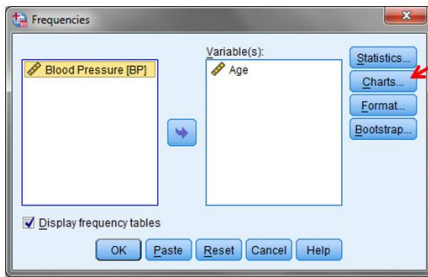 Frequencies
Variable(s):
Blood Pressure [BP]
Age
Statistics...
Charts...
Format...
Bootstrap...
Display frequency tables
OK Paste Reset Cancel Help